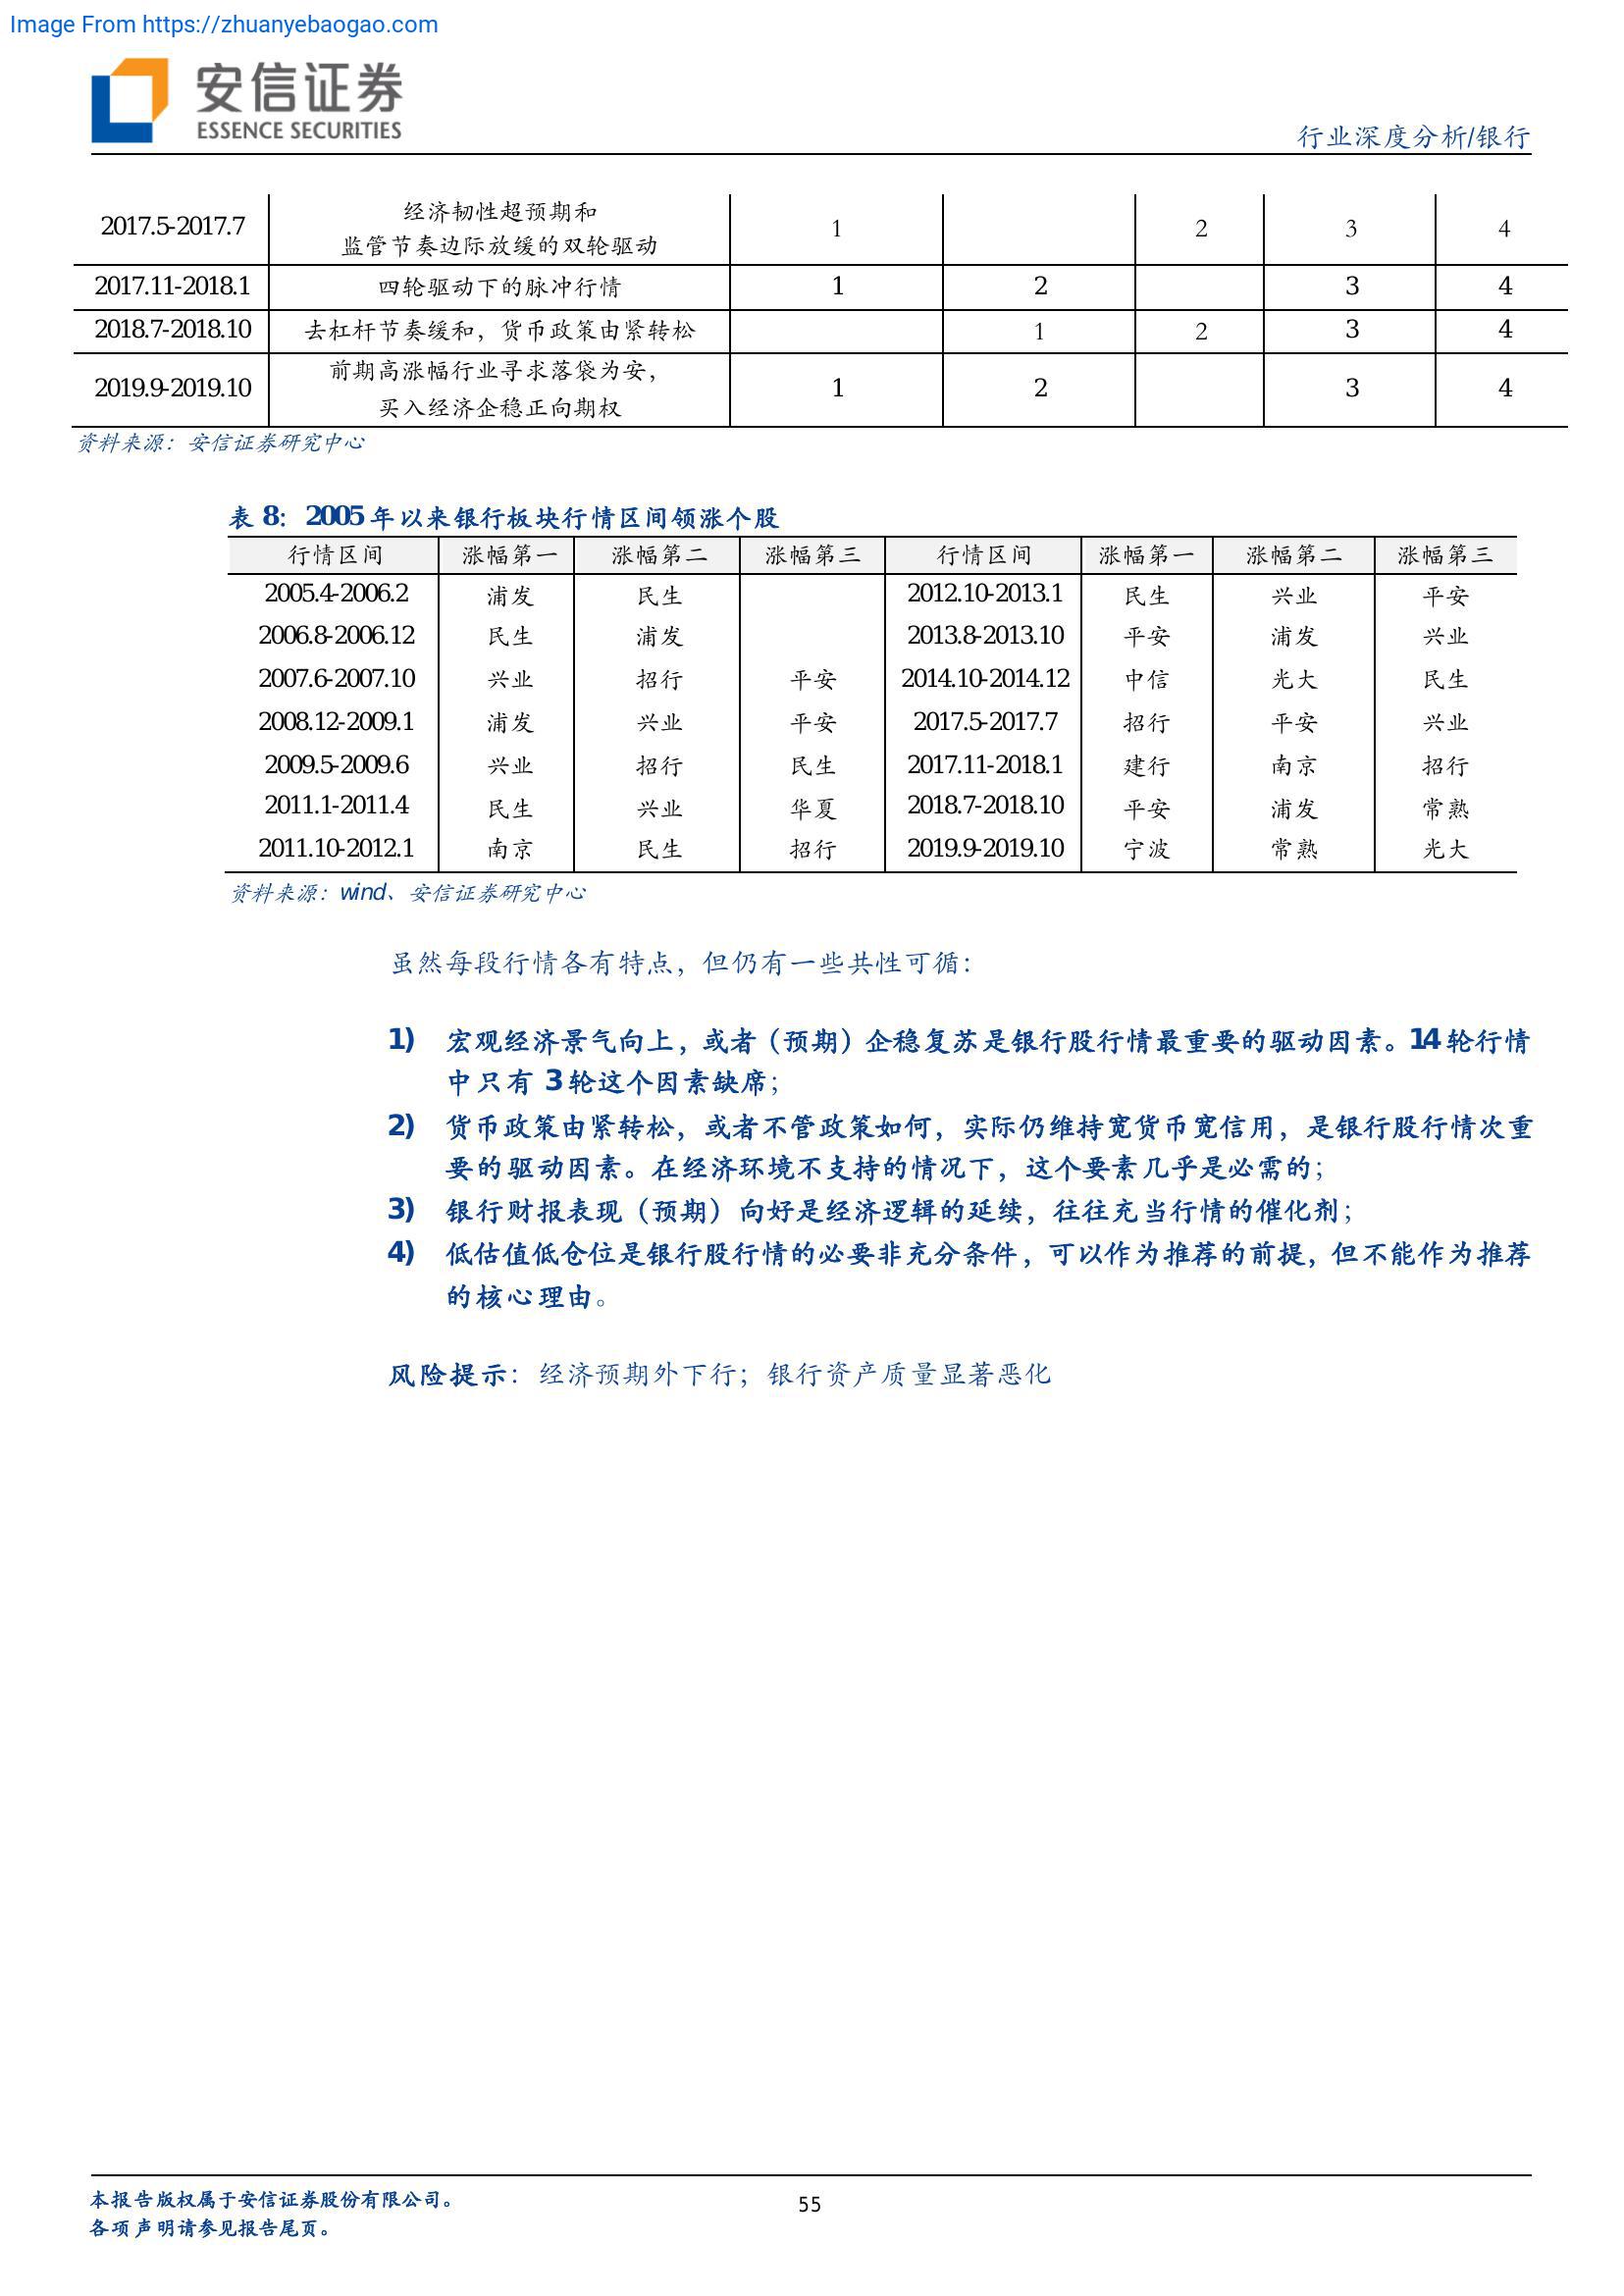 Image From https://zhuanyebaogao.com
安信证券
ESSENCE SECURITIES
行业深度分析/银行
2017.5-2017.7 经济韧性超预期和 监管节奏边际放缓的双轮驱动 1 2 3 4
2017.11-2018.1 四轮驱动下的脉冲行情 1 2 3 4
2018.7-2018.10 去杠杆节奏缓和，货币政策由紧转松 1 2 3 4
2019.9-2019.10 前期高涨幅行业寻求落袋为安， 买入经济企稳正向期权 1 2 3 4
资料来源：安信证券研究中心
表 8：2005 年以来银行板块行情区间领涨个股
行情区间 涨幅第一 涨幅第二 涨幅第三 行情区间 涨幅第一 涨幅第二 涨幅第三
2005.4-2006.2 浦发 民生 2012.10-2013.1 民生 兴业 平安
2006.8-2006.12 民生 浦发 2013.8-2013.10 平安 浦发 兴业
2007.6-2007.10 兴业 招行 平安 2014.10-2014.12 中信 光大 民生
2008.12-2009.1 浦发 兴业 平安 2017.5-2017.7 招行 平安 兴业
2009.5-2009.6 兴业 招行 民生 2017.11-2018.1 建行 南京 招行
2011.1-2011.4 民生 兴业 华夏 2018.7-2018.10 平安 浦发 常熟
2011.10-2012.1 南京 民生 招行 2019.9-2019.10 宁波 常熟 光大
资料来源：wind、安信证券研究中心
虽然每段行情各有特点，但仍有一些共性可循：
1) 宏观经济景气向上，或者（预期）企稳复苏是银行股行情最重要的驱动因素。14 轮行情
中只有 3 轮这个因素缺席；
2) 货币政策由紧转松，或者不管政策如何，实际仍维持宽货币宽信用，是银行股行情次重
要的驱动因素。在经济环境不支持的情况下，这个要素几乎是必需的；
3) 银行财报表现（预期）向好是经济逻辑的延续，往往充当行情的催化剂；
4) 低估值低仓位是银行股行情的必要非充分条件，可以作为推荐的前提，但不能作为推荐
的核心理由。
风险提示：经济预期外下行；银行资产质量显著恶化
本报告版权属于安信证券股份有限公司。
各项声明请参见报告尾页。
55